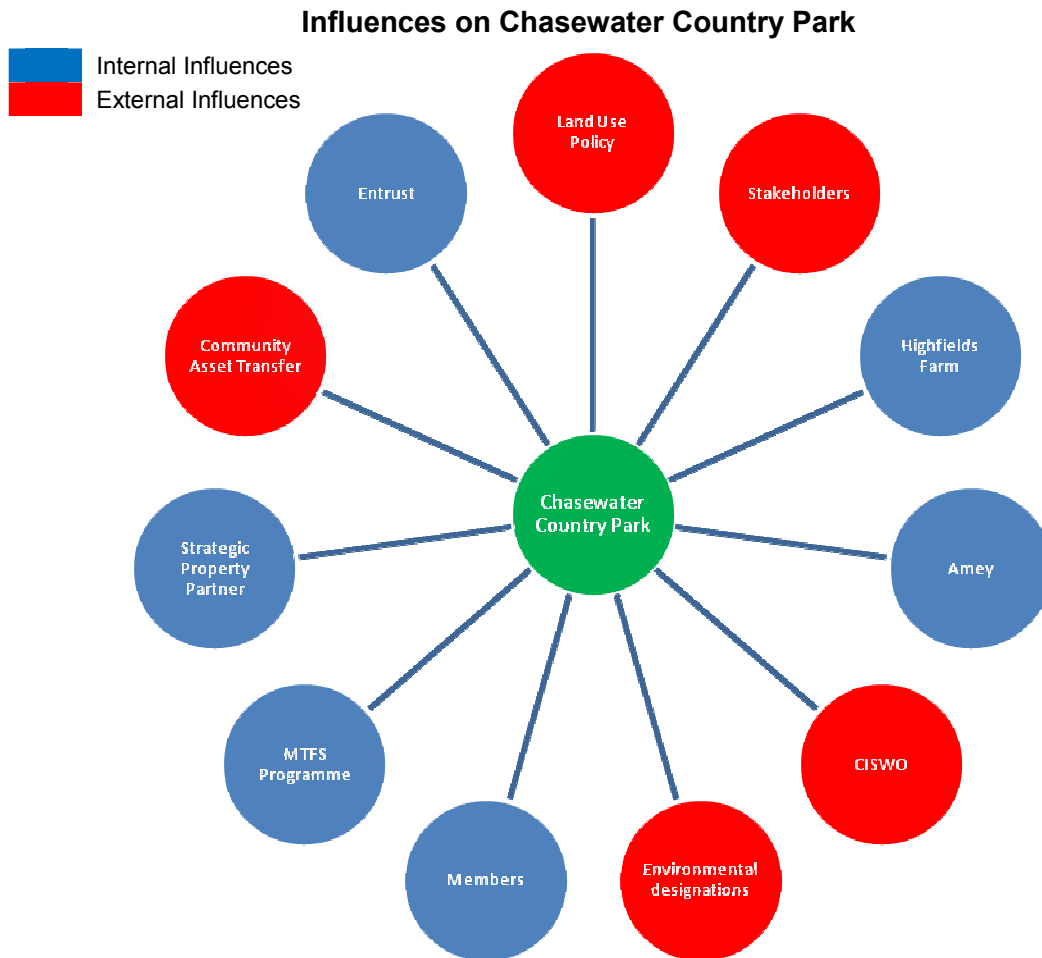 Influences on Chasewater Country Park
Internal Influences
External Influences
Land Use
Policy
Stakeholders
Highfields
Farm
Amey
CISWO
Environmental
designations
Members
MTFS
Programme
Strategic
Property
Partner
Community
Asset Transfer
Entrust
Chasewater
Country Park